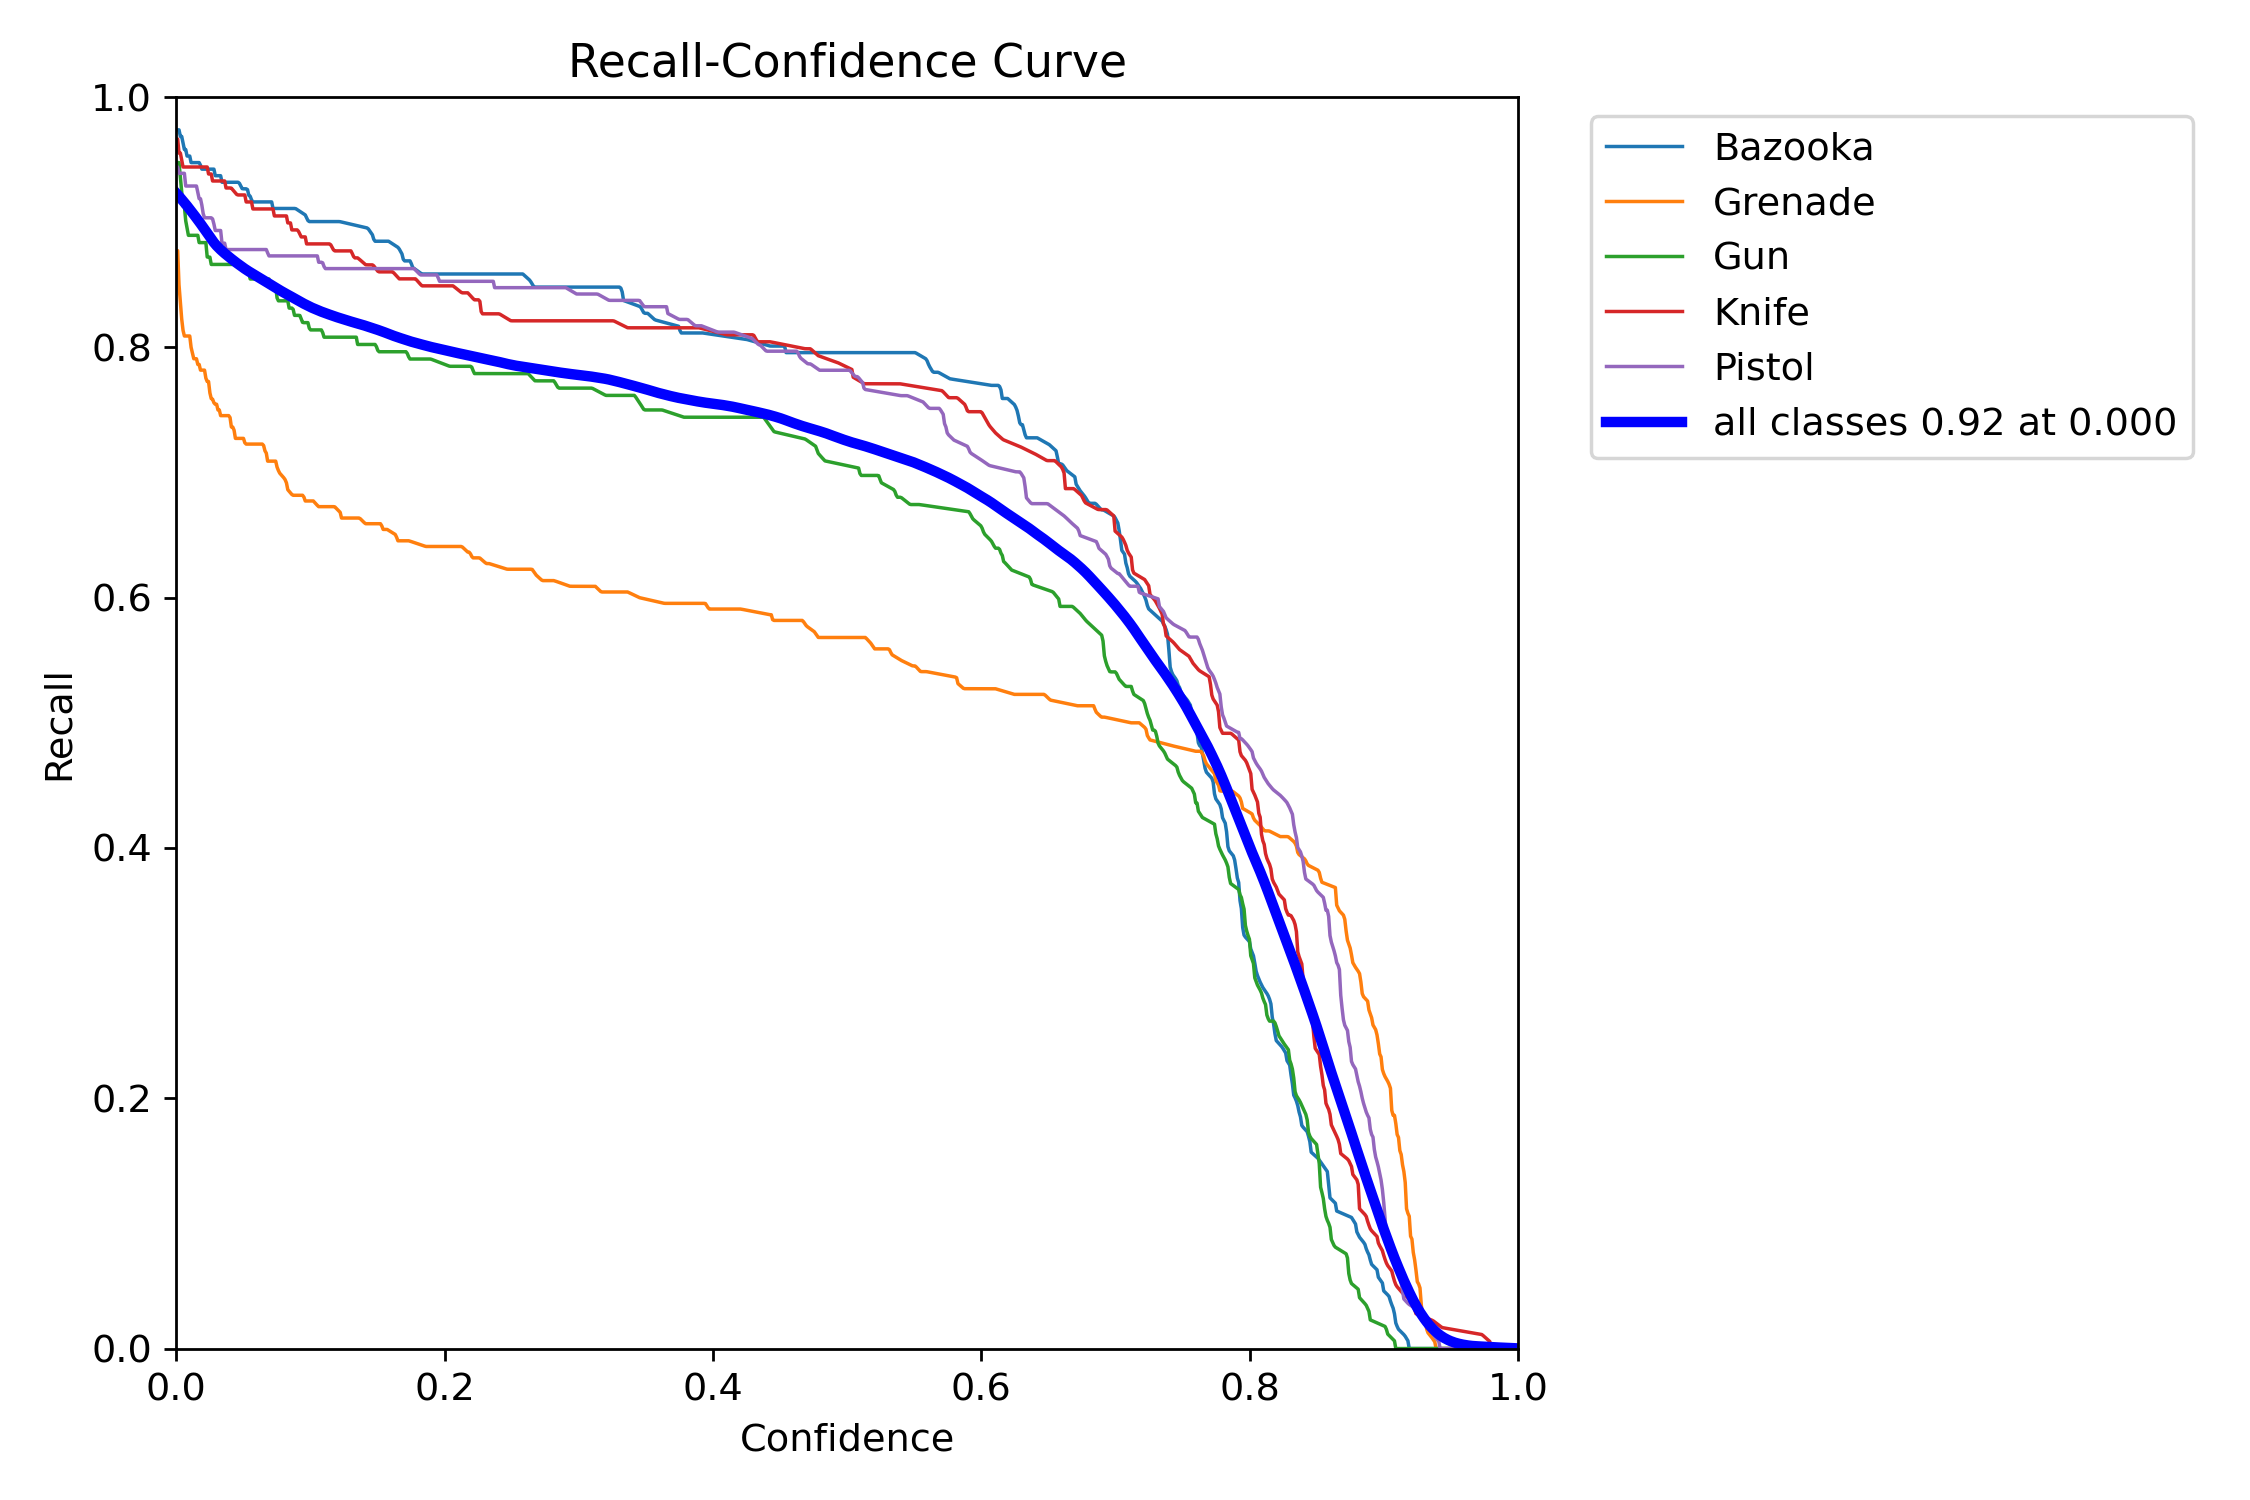 Recall-Confidence Curve
1.0
0.8
0.6
0.4
0.2
0.0
Recall
0.0 0.2 0.4 0.6 0.8 1.0
Confidence
Bazooka
Grenade
Gun
Knife
Pistol
all classes 0.92 at 0.000